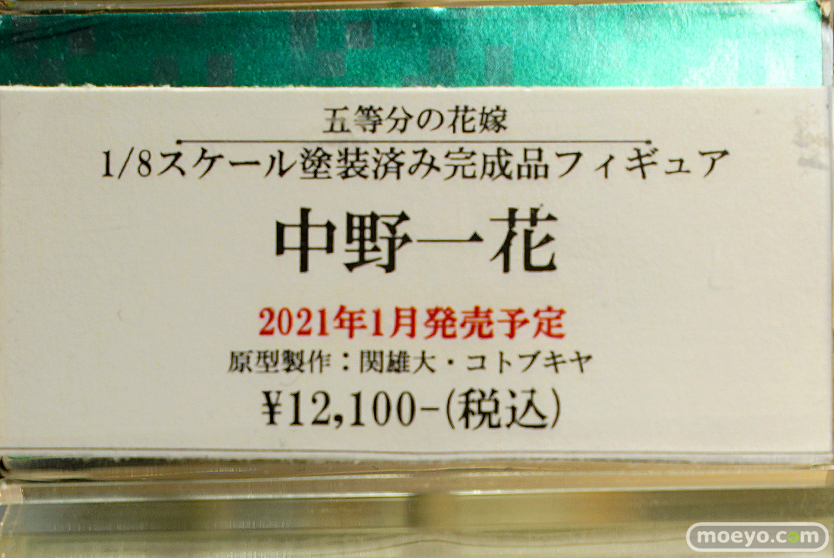 五等分の花嫁
1/8スケール塗装済み完成品フィギュア
中野一花
2021年1月発売予定
原型製作：関雄大・コトブキヤ
¥12,100-(税込)
moeyo.com